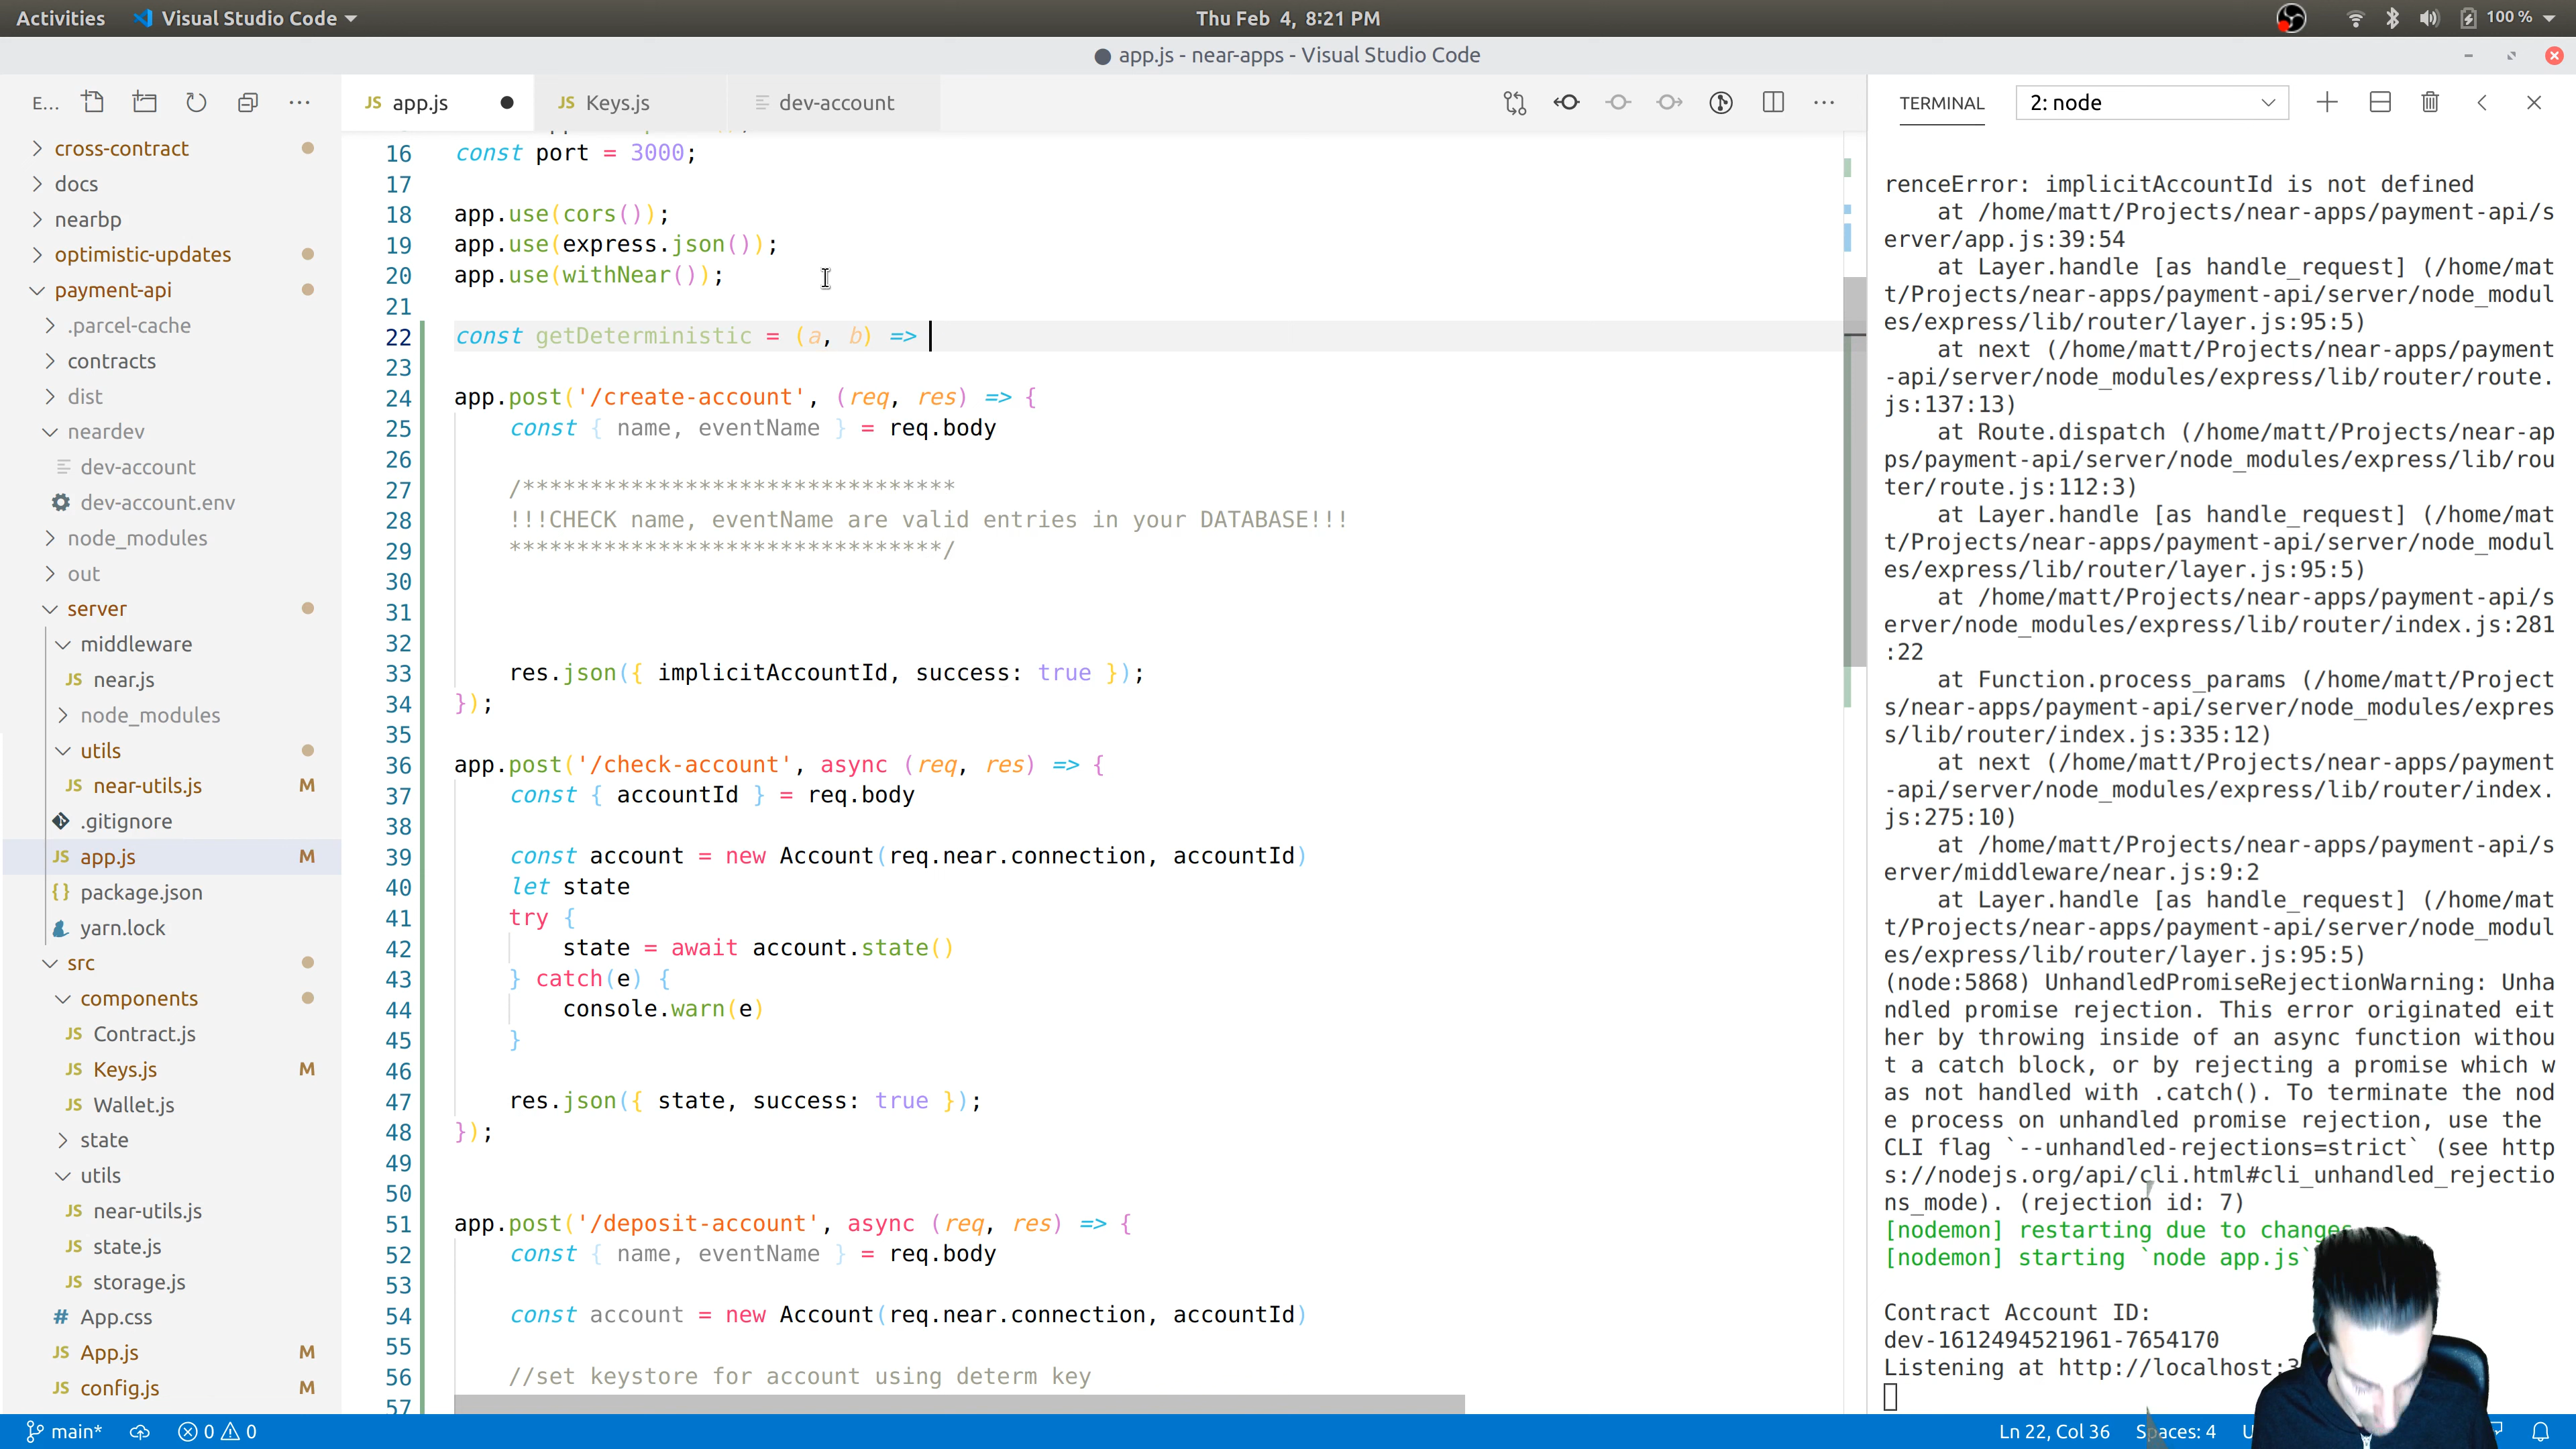 Activities
Visual Studio Code
Thu Feb 4, 8:21 PM
100 %
app.js - near-apps - Visual Studio Code
E...
JS app.js
JS Keys.js
dev-account
TERMINAL
2: node
cross-contract
docs
nearbp
optimistic-updates
payment-api
.parcel-cache
contracts
dist
neardev
dev-account
dev-account.env
node_modules
out
server
middleware
JS near.js
node_modules
utils
JS near-utils.js M
.gitignore
JS app.js M
{} package.json
yarn.lock
src
components
JS Contract.js
JS Keys.js M
JS Wallet.js
state
utils
JS near-utils.js
JS state.js
JS storage.js
# App.css
JS App.js M
JS config.js M
16 const port = 3000;
17
18 app.use(cors());
19 app.use(express.json());
20 app.use(withNear());
21
22 const getDeterministic = (a, b) =>
23
24 app.post('/create-account', (req, res) => {
25 const { name, eventName } = req.body
26
27 /********************************
28 !!!CHECK name, eventName are valid entries in your DATABASE!!!
29 ********************************/
30
31
32
33 res.json({ implicitAccountId, success: true });
34 });
35
36 app.post('/check-account', async (req, res) => {
37 const { accountId } = req.body
38
39 const account = new Account(req.near.connection, accountId)
40 let state
41 try {
42 state = await account.state()
43 } catch(e) {
44 console.warn(e)
45 }
46
47 res.json({ state, success: true });
48 });
49
50
51 app.post('/deposit-account', async (req, res) => {
52 const { name, eventName } = req.body
53
54 const account = new Account(req.near.connection, accountId)
55
56 //set keystore for account using determ key
57
renceError: implicitAccountId is not defined
at /home/matt/Projects/near-apps/payment-api/s
erver/app.js:39:54
at Layer.handle [as handle_request] (/home/mat
t/Projects/near-apps/payment-api/server/node_modul
es/express/lib/router/layer.js:95:5)
at next (/home/matt/Projects/near-apps/payment
-api/server/node_modules/express/lib/router/route.
js:137:13)
at Route.dispatch (/home/matt/Projects/near-ap
ps/payment-api/server/node_modules/express/lib/rou
ter/route.js:112:3)
at Layer.handle [as handle_request] (/home/mat
t/Projects/near-apps/payment-api/server/node_modul
es/express/lib/router/layer.js:95:5)
at /home/matt/Projects/near-apps/payment-api/s
erver/node_modules/express/lib/router/index.js:281
:22
at Function.process_params (/home/matt/Project
s/near-apps/payment-api/server/node_modules/expres
s/lib/router/index.js:335:12)
at next (/home/matt/Projects/near-apps/payment
-api/server/node_modules/express/lib/router/index.
js:275:10)
at /home/matt/Projects/near-apps/payment-api/s
erver/middleware/near.js:9:2
at Layer.handle [as handle_request] (/home/mat
t/Projects/near-apps/payment-api/server/node_modul
es/express/lib/router/layer.js:95:5)
(node:5868) UnhandledPromiseRejectionWarning: Unha
ndled promise rejection. This error originated eit
her by throwing inside of an async function withou
t a catch block, or by rejecting a promise which w
as not handled with .catch(). To terminate the nod
e process on unhandled promise rejection, use the
CLI flag `--unhandled-rejections=strict` (see http
s://nodejs.org/api/cli.html#cli_unhandled_rejectio
ns_mode). (rejection id: 7)
[nodemon] restarting due to changes
[nodemon] starting `node app.js`
Contract Account ID:
dev-1612494521961-7654170
Listening at http://localhost:3
main*
0 0
Ln 22, Col 36
Spaces: 4